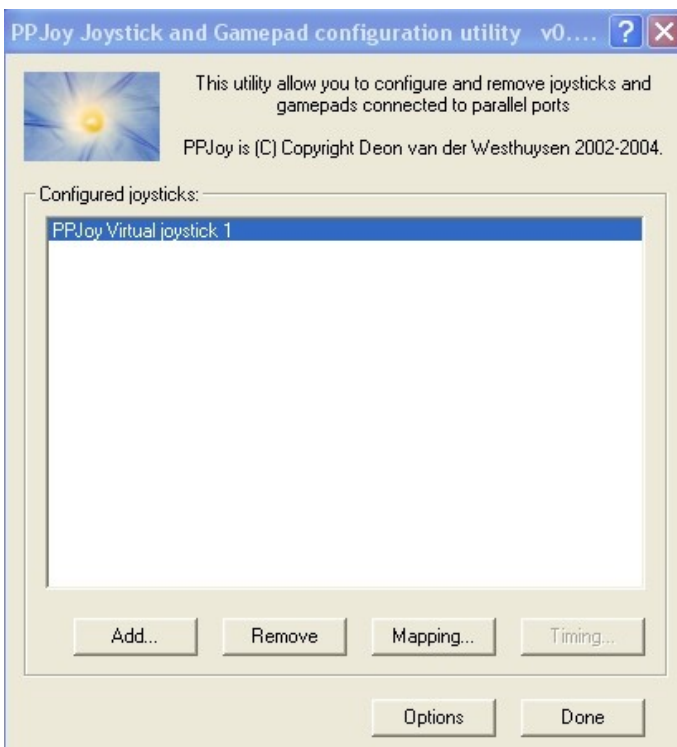 PPJoy Joystick and Gamepad configuration utility v0....
This utility allow you to configure and remove joysticks and
gamepads connected to parallel ports
PPJoy is (C) Copyright Deon van der Westhuysen 2002-2004.
Configured joysticks:
PPJoy Virtual joystick 1
Add... Remove Mapping... Timing...
Options Done